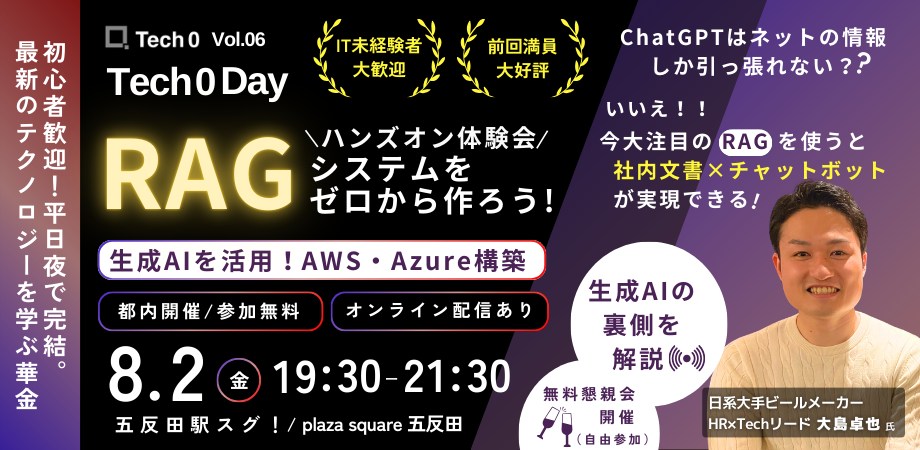 初心者歓迎！平日夜で完結。
最新のテクノロジーを学ぶ華金
Tech0 Vol.06
Tech0 Day
IT未経験者
大歓迎
前回満員
大好評
RAG
\ハンズオン体験会/
システムを
ゼロから作ろう！
生成AIを活用！AWS・Azure構築
都内開催/参加無料
オンライン配信あり
8.2 金 19:30-21:30
五反田駅スグ！/ plaza square 五反田
ChatGPTはネットの情報
しか引っ張れない？?
いいえ！！
今大注目の RAG を使うと
社内文書×チャットボット
が実現できる！
生成AIの
裏側を
解説
無料懇親会
開催
（自由参加）
日系大手ビールメーカー
HR×Techリード 大島卓也 氏